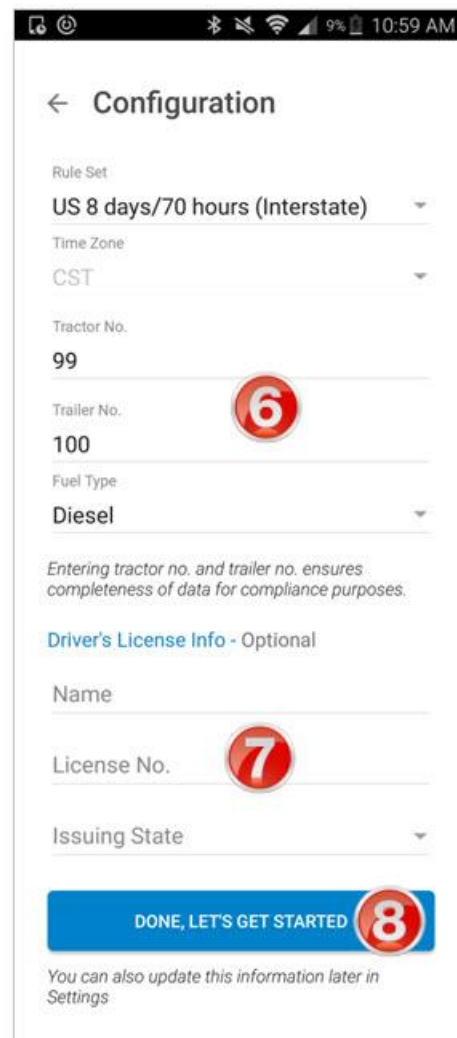 9% 10:59 AM
← Configuration
Rule Set
US 8 days/70 hours (Interstate)
Time Zone
CST
Tractor No.
99
6
Trailer No.
100
Fuel Type
Diesel
Entering tractor no. and trailer no. ensures
completeness of data for compliance purposes.
Driver's License Info - Optional
Name
License No.
7
Issuing State
DONE, LET'S GET STARTED 8
You can also update this information later in
Settings